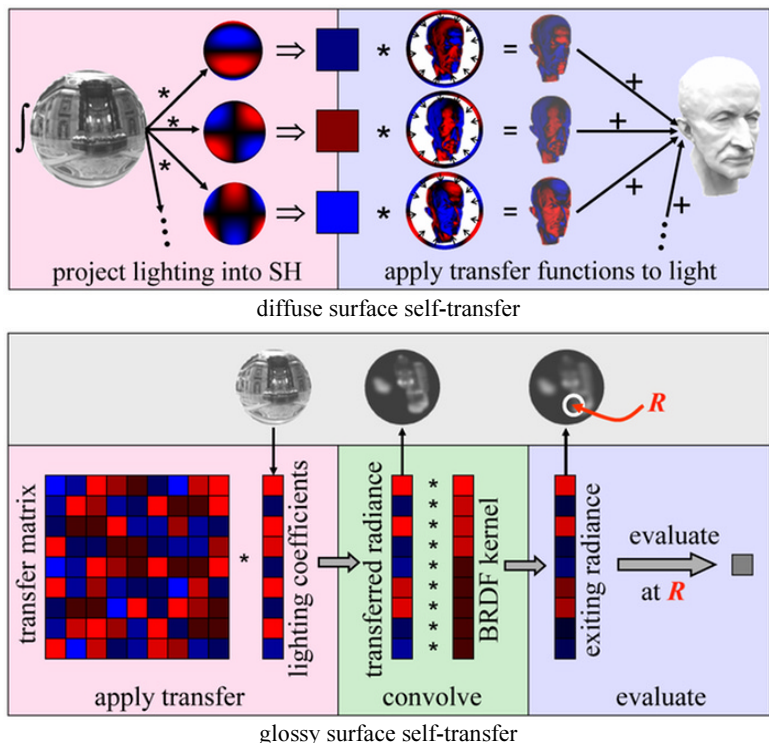 ∫
*
*
*
⇒ * = +
⇒ * = +
⇒ * = +
+
project lighting into SH
apply transfer functions to light
diffuse surface self-transfer
R
transfer matrix
*
lighting coefficients
transferred radiance
*
*
*
*
*
*
*
*
*
BRDF kernel
exiting radiance
evaluate
at R
apply transfer
convolve
evaluate
glossy surface self-transfer